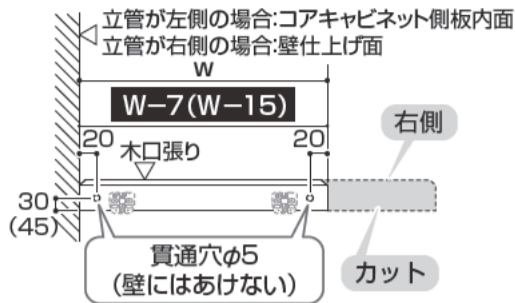 立管が左側の場合:コアキャビネット側板内面
立管が右側の場合:壁仕上げ面
W
W−7(W−15)
20
20
木口張り
右側
30
(45)
貫通穴φ5
(壁にはあけない)
カット